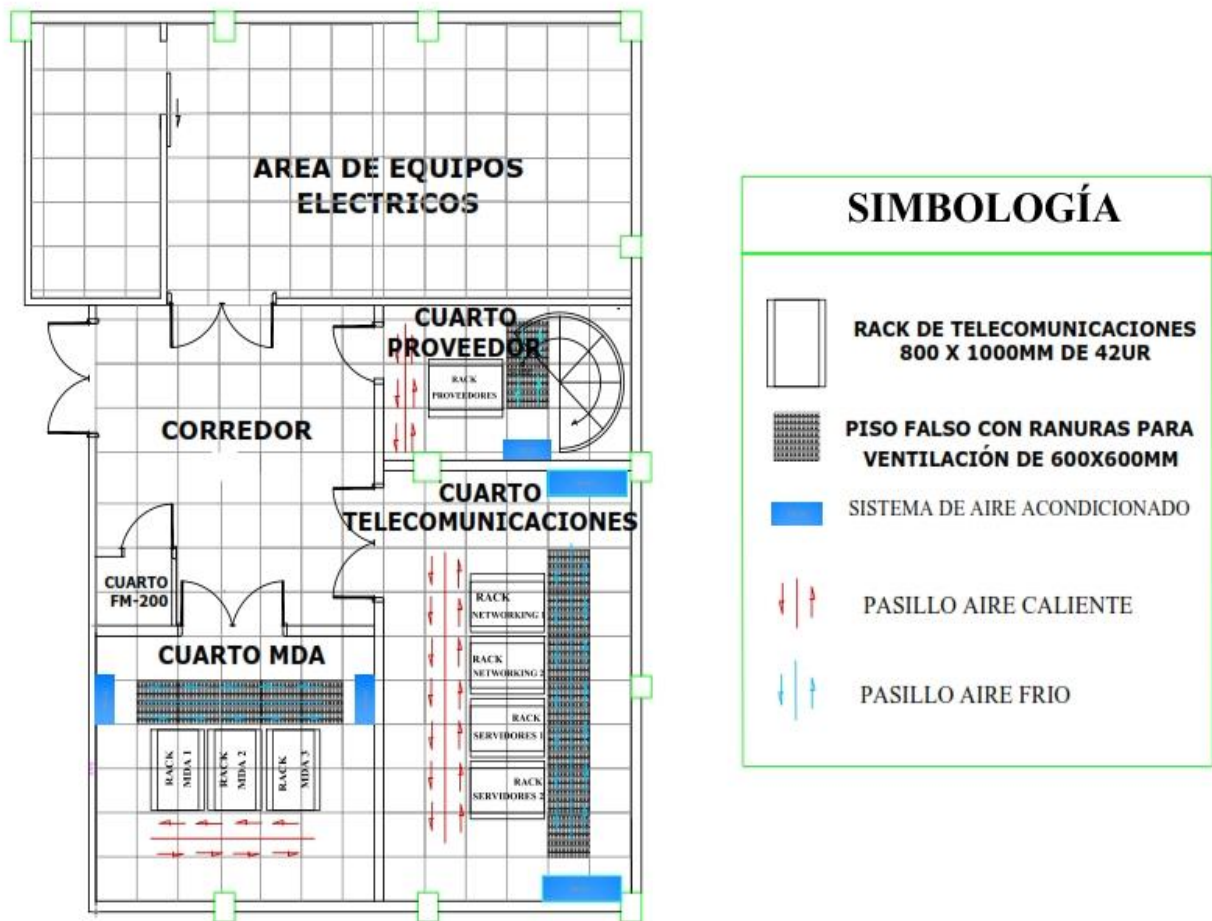 AREA DE EQUIPOS
ELECTRICOS
CUARTO
PROVEEDOR
RACK
PROVEEDORES
CORREDOR
CUARTO
TELECOMUNICACIONES
CUARTO
FM-200
RACK
NETWORKING 1
RACK
NETWORKING 2
RACK
SERVIDORES 1
RACK
SERVIDORES 2
CUARTO MDA
RACK
MDA 1
RACK
MDA 2
RACK
MDA 3
SIMBOLOGÍA
RACK DE TELECOMUNICACIONES
800 X 1000MM DE 42UR
PISO FALSO CON RANURAS PARA
VENTILACIÓN DE 600X600MM
SISTEMA DE AIRE ACONDICIONADO
PASILLO AIRE CALIENTE
PASILLO AIRE FRIO